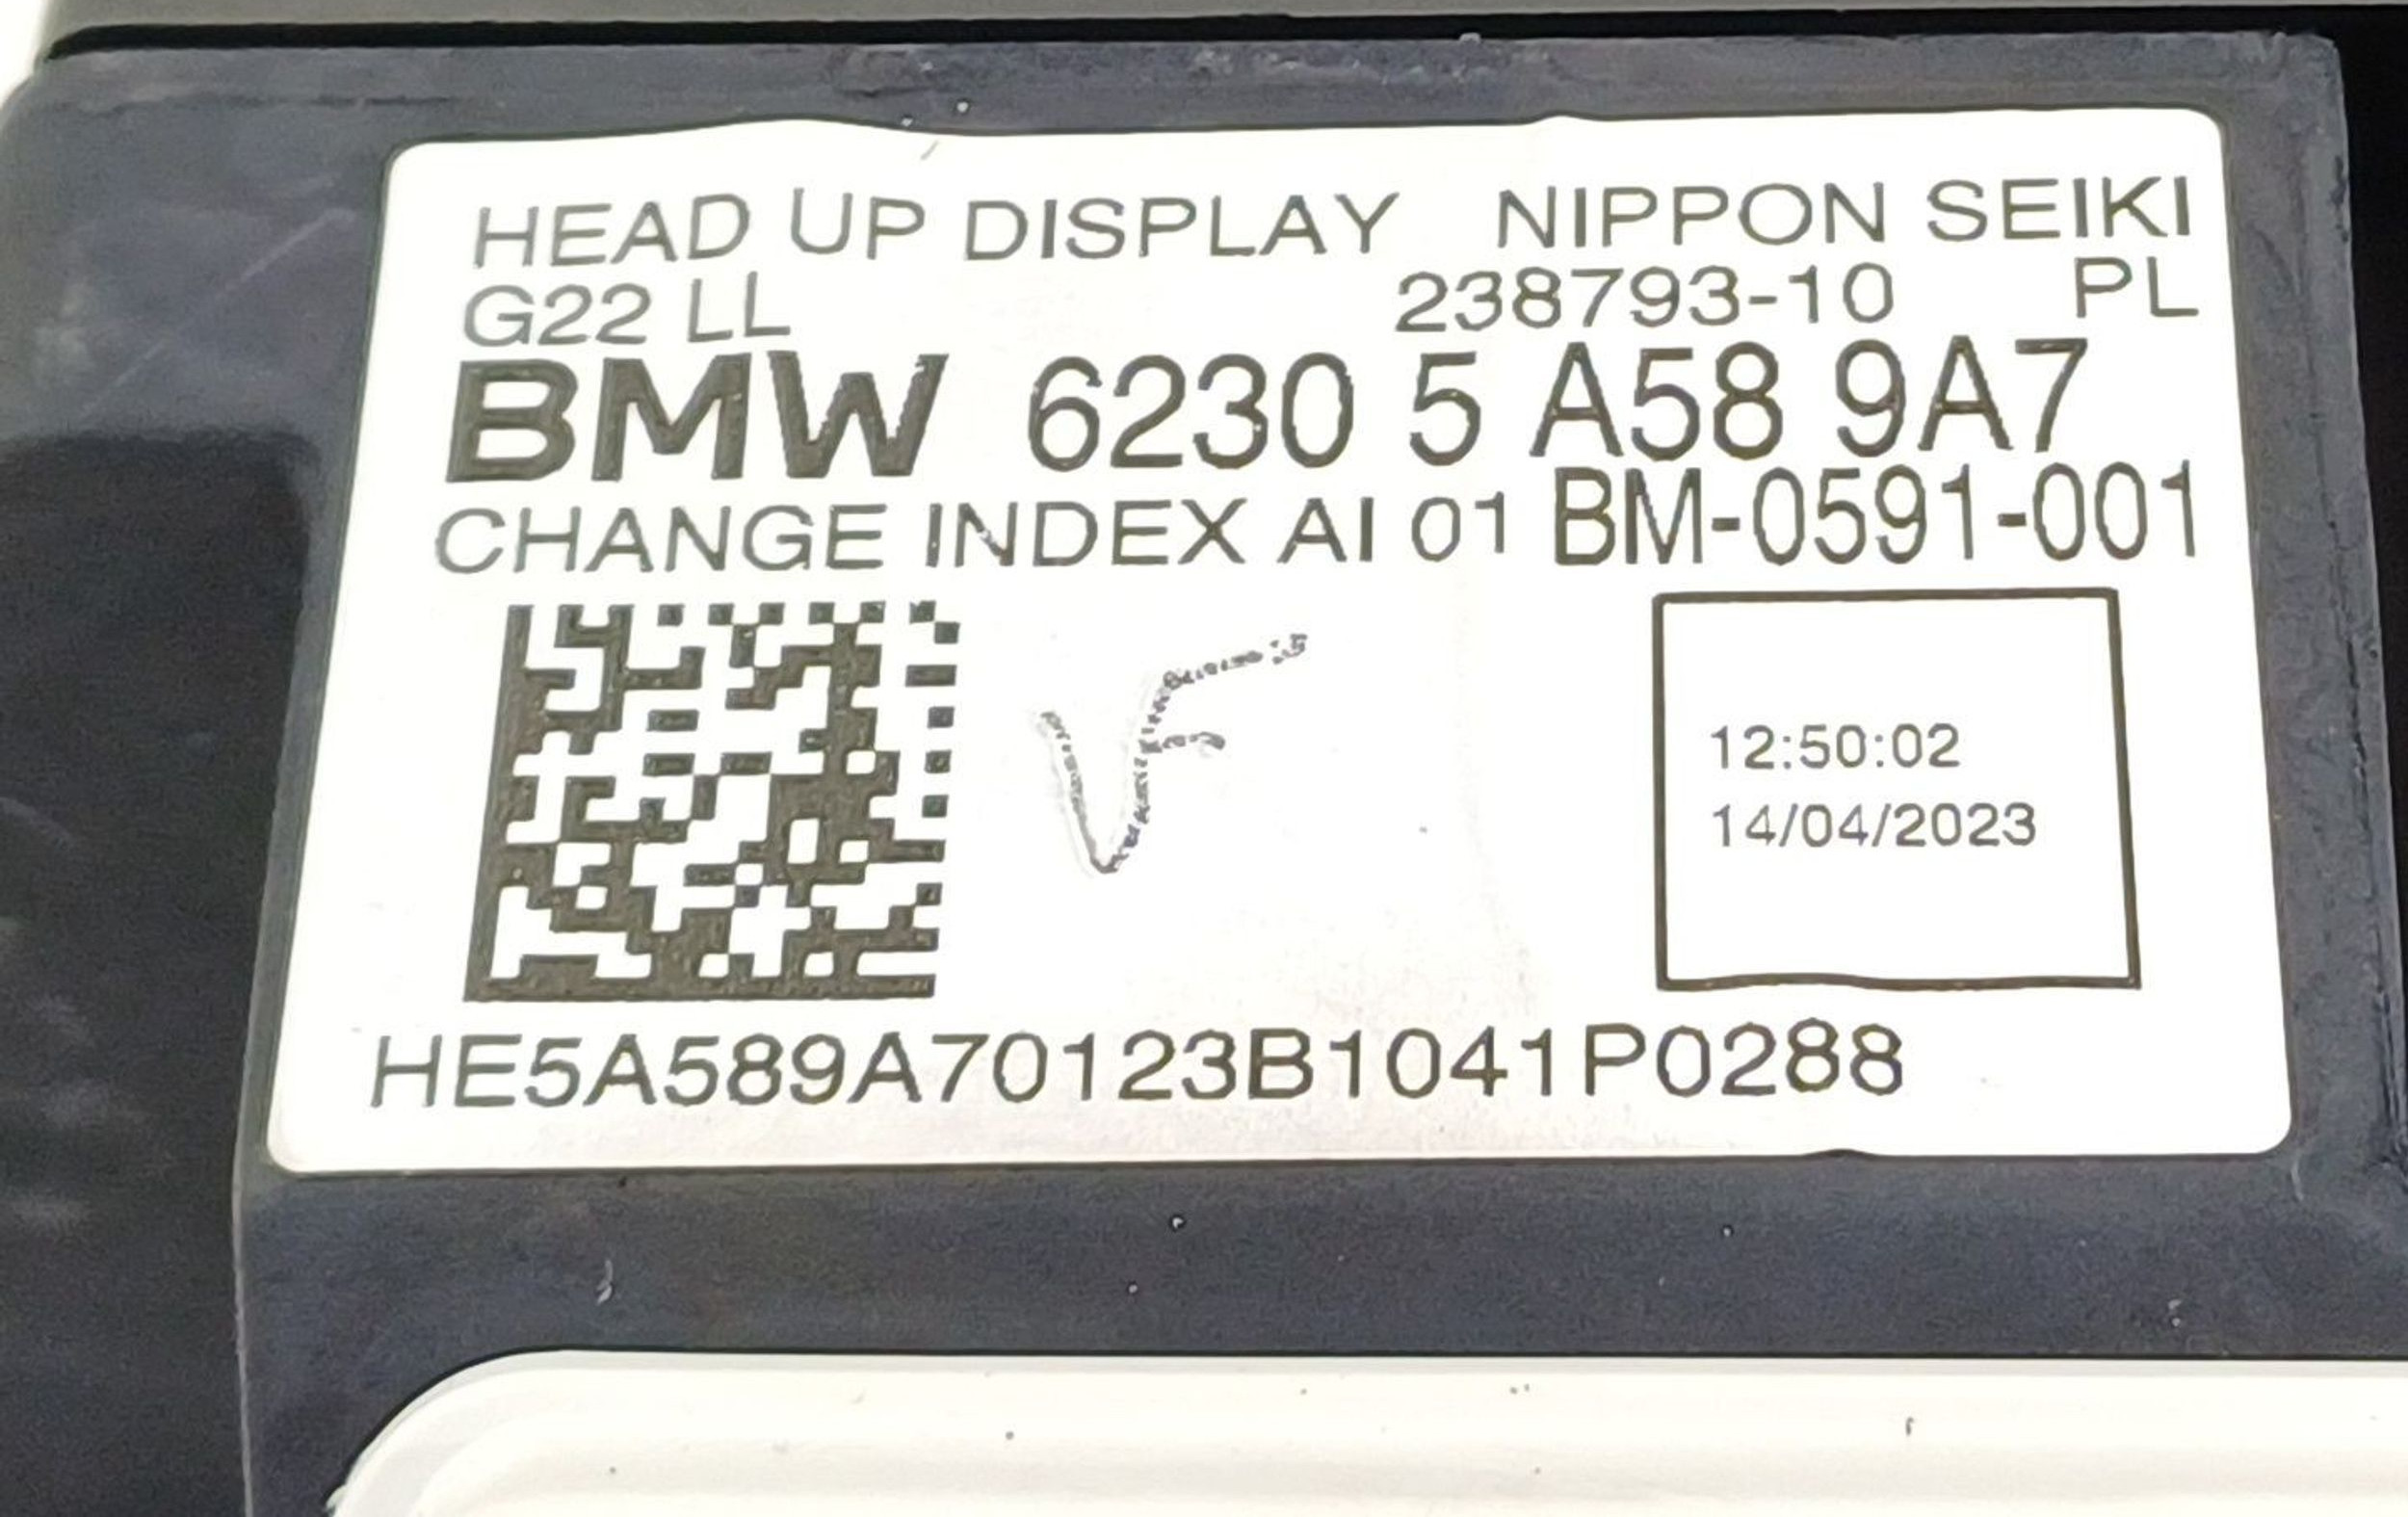 HEAD UP DISPLAY NIPPON SEIKI
G22 LL 238793-10 PL
BMW 6230 5 A58 9A7
CHANGE INDEX AI 01 BM-0591-001
12:50:02
14/04/2023
HE5A589A70123B1041P0288